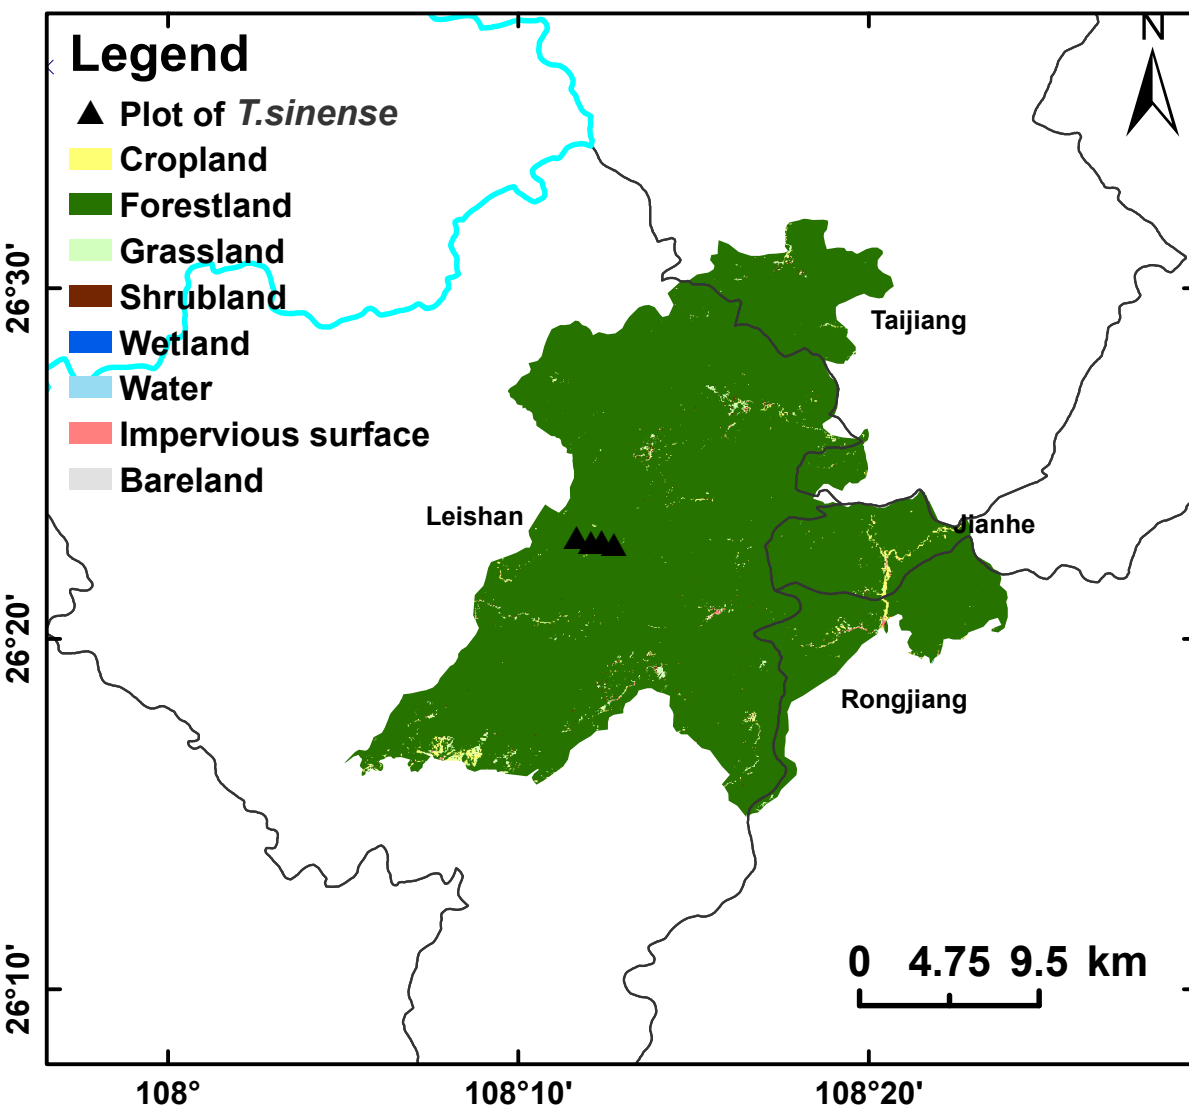 N
Legend
Plot of T.sinense
Cropland
Forestland
Grassland
Shrubland
Wetland
Water
Impervious surface
Bareland
26°30'
26°20'
26°10'
Taijiang
Leishan
Jianhe
Rongjiang
0 4.75 9.5 km
108° 108°10' 108°20'